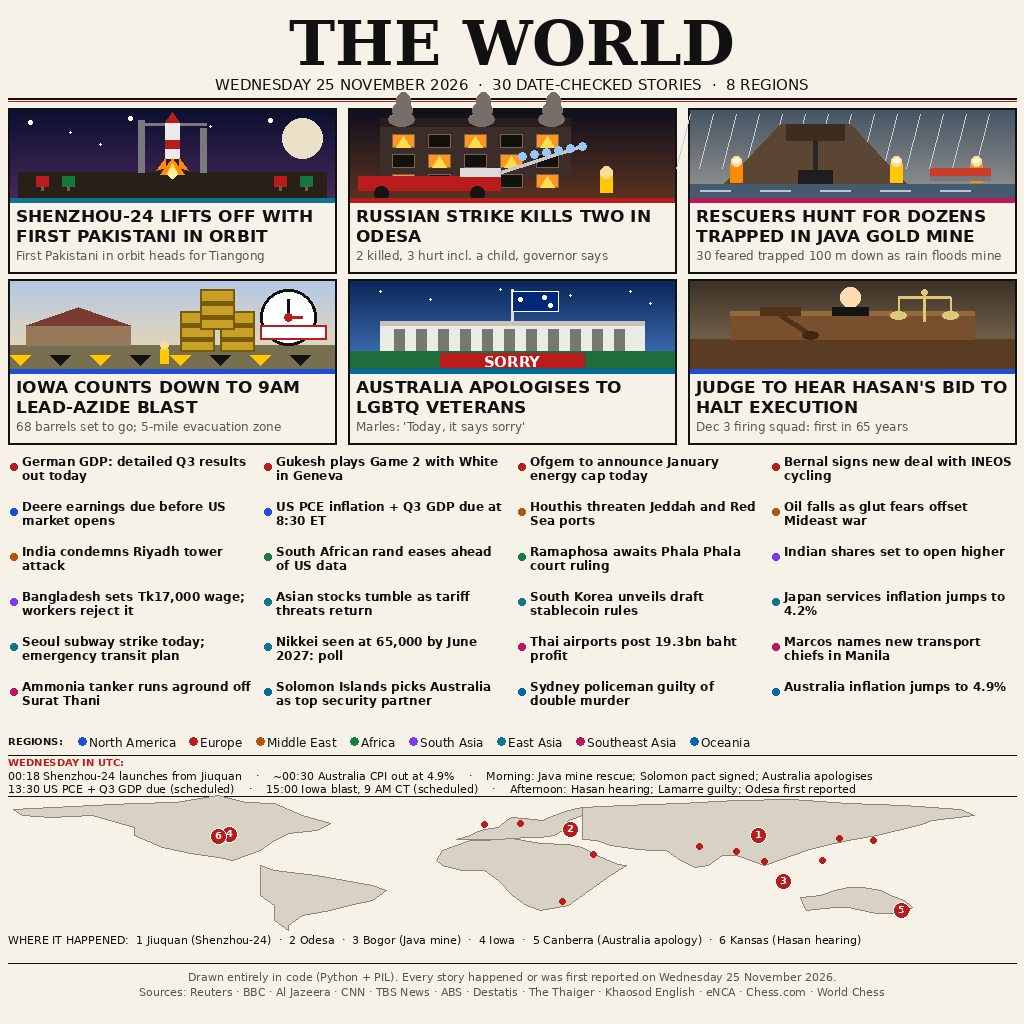 THE WORLD
WEDNESDAY 25 NOVEMBER 2026 · 30 DATE-CHECKED STORIES · 8 REGIONS
SHENZHOU-24 LIFTS OFF WITH
FIRST PAKISTANI IN ORBIT
First Pakistani in orbit heads for Tiangong
RUSSIAN STRIKE KILLS TWO IN
ODESA
2 killed, 3 hurt incl. a child, governor says
RESCUERS HUNT FOR DOZENS
TRAPPED IN JAVA GOLD MINE
30 feared trapped 100 m down as rain floods mine
IOWA COUNTS DOWN TO 9AM
LEAD-AZIDE BLAST
68 barrels set to go; 5-mile evacuation zone
SORRY
AUSTRALIA APOLOGISES TO
LGBTQ VETERANS
Marles: 'Today, it says sorry'
JUDGE TO HEAR HASAN'S BID TO
HALT EXECUTION
Dec 3 firing squad: first in 65 years
German GDP: detailed Q3 results
out today
Gukesh plays Game 2 with White
in Geneva
Ofgem to announce January
energy cap today
Bernal signs new deal with INEOS
cycling
Deere earnings due before US
market opens
US PCE inflation + Q3 GDP due at
8:30 ET
Houthis threaten Jeddah and Red
Sea ports
Oil falls as glut fears offset
Mideast war
India condemns Riyadh tower
attack
South African rand eases ahead
of US data
Ramaphosa awaits Phala Phala
court ruling
Indian shares set to open higher
Bangladesh sets Tk17,000 wage;
workers reject it
Asian stocks tumble as tariff
threats return
South Korea unveils draft
stablecoin rules
Japan services inflation jumps to
4.2%
Seoul subway strike today;
emergency transit plan
Nikkei seen at 65,000 by June
2027: poll
Thai airports post 19.3bn baht
profit
Marcos names new transport
chiefs in Manila
Ammonia tanker runs aground off
Surat Thani
Solomon Islands picks Australia
as top security partner
Sydney policeman guilty of
double murder
Australia inflation jumps to 4.9%
REGIONS: North America Europe Middle East Africa South Asia East Asia Southeast Asia Oceania
WEDNESDAY IN UTC:
00:18 Shenzhou-24 launches from Jiuquan · ~00:30 Australia CPI out at 4.9% · Morning: Java mine rescue; Solomon pact signed; Australia apologises
13:30 US PCE + Q3 GDP due (scheduled) · 15:00 Iowa blast, 9 AM CT (scheduled) · Afternoon: Hasan hearing; Lamarre guilty; Odesa first reported
6 4 2 1 3 5
WHERE IT HAPPENED: 1 Jiuquan (Shenzhou-24) · 2 Odesa · 3 Bogor (Java mine) · 4 Iowa · 5 Canberra (Australia apology) · 6 Kansas (Hasan hearing)
Drawn entirely in code (Python + PIL). Every story happened or was first reported on Wednesday 25 November 2026.
Sources: Reuters · BBC · Al Jazeera · CNN · TBS News · ABS · Destatis · The Thaiger · Khaosod English · eNCA · Chess.com · World Chess